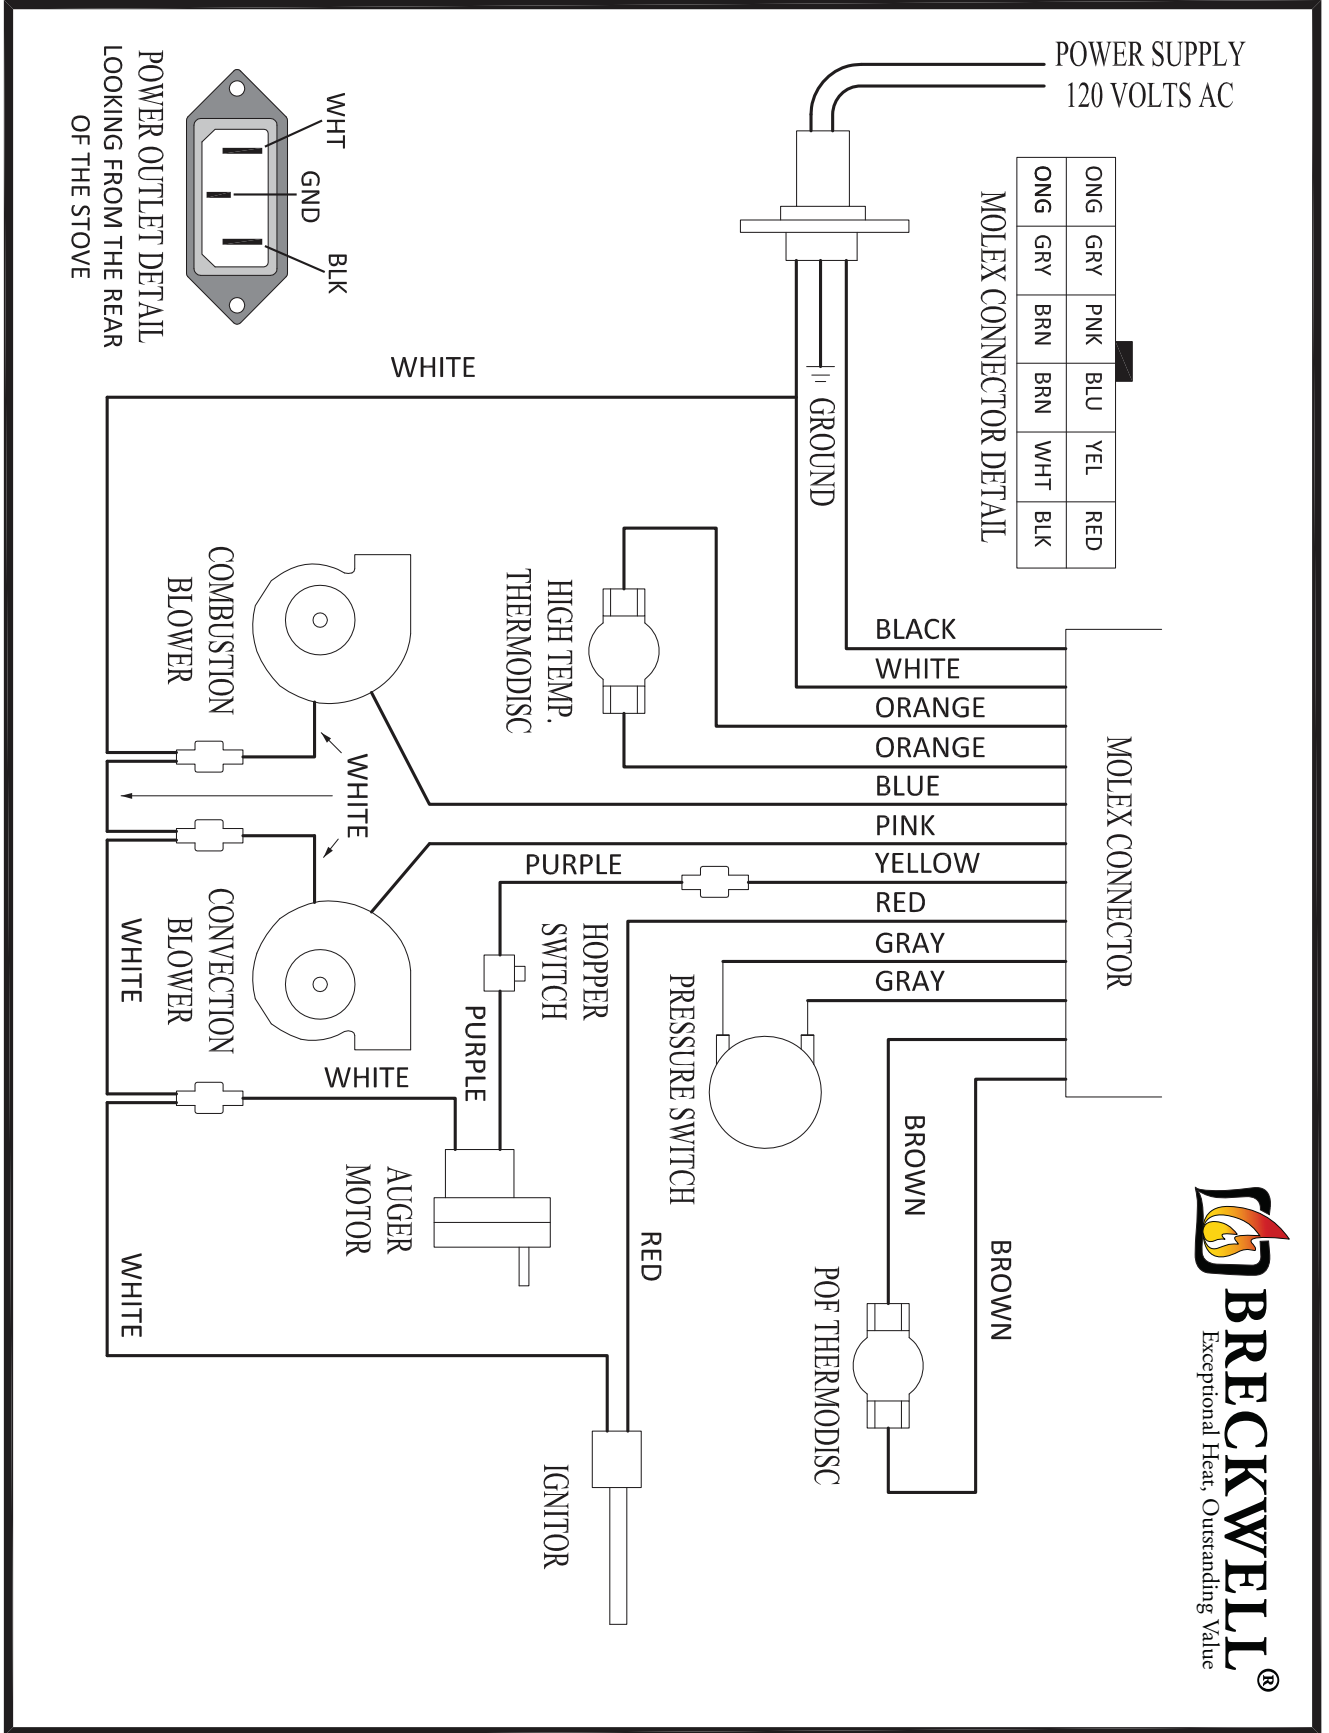 POWER SUPPLY
120 VOLTS AC
ONG GRY PNK BLU YEL RED
ONG GRY BRN BRN WHT BLK
MOLEX CONNECTOR DETAIL
WHT
GND
BLK
POWER OUTLET DETAIL
LOOKING FROM THE REAR
OF THE STOVE
GROUND
WHITE
BLACK
WHITE
ORANGE
ORANGE
BLUE
PINK
YELLOW
RED
GRAY
GRAY
MOLEX CONNECTOR
HIGH TEMP.
THERMODISC
COMBUSTION
BLOWER
WHITE
PURPLE
HOPPER
SWITCH
PURPLE
CONVECTION
BLOWER
WHITE
WHITE
PRESSURE SWITCH
AUGER
MOTOR
RED
BROWN
BROWN
POF THERMODISC
WHITE
IGNITOR
BRECKWELL®
Exceptional Heat, Outstanding Value